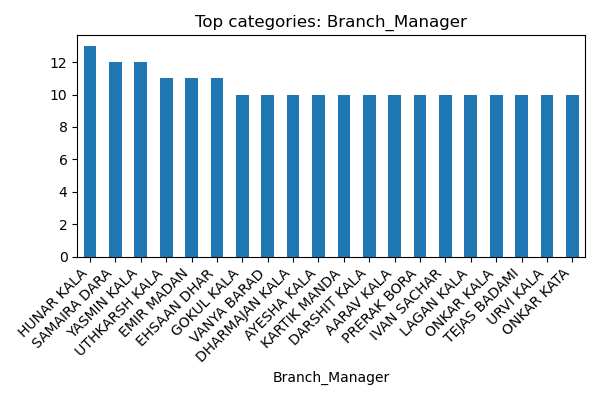 Top categories: Branch_Manager
12
10
8
6
4
2
0
HUNAR KALA
SAMAIRA DARA
YASMIN KALA
UTHKARSH KALA
EMIR MADAN
EHSAAN DHAR
GOKUL KALA
VANYA BARAD
DHARMAJAN KALA
AYESHA KALA
KARTIK MANDA
DARSHIT KALA
AARAV KALA
PRERAK BORA
IVAN SACHAR
LAGAN KALA
ONKAR KALA
TEJAS BADAMI
URVI KALA
ONKAR KATA
Branch_Manager